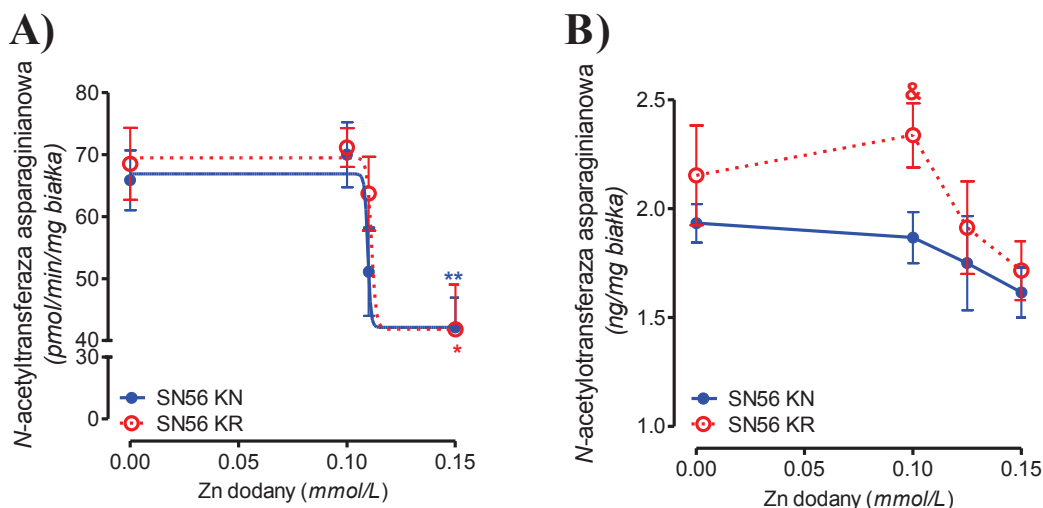 A)
N-acetyltransferaza asparaginianowa
(pmol/min/mg białka)
80
70
60
50
40
30
0
**
*
SN56 KN
SN56 KR
0.00 0.05 0.10 0.15
Zn dodany (mmol/L)
B)
N-acetylotransferaza asparaginianowa
(ng/mg białka)
2.5
2.0
1.5
1.0
&
SN56 KN
SN56 KR
0.00 0.05 0.10 0.15
Zn dodany (mmol/L)